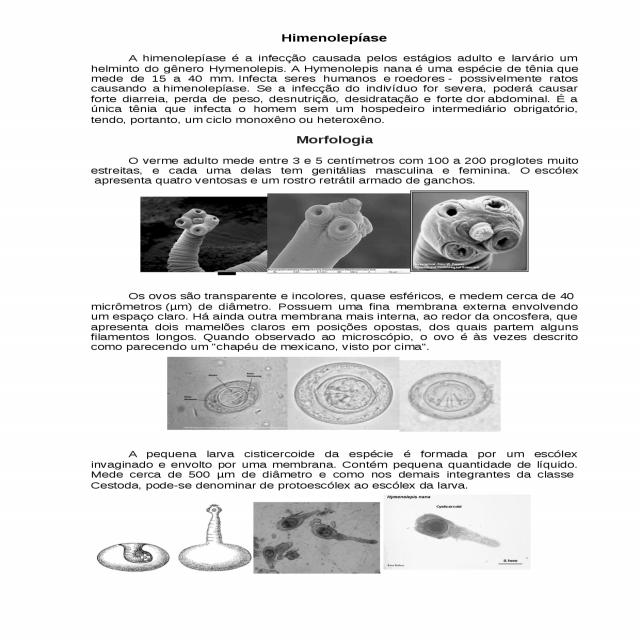 Himenolepíase
A himenolepíase é a infecção causada pelos estágios adulto e larvário um
helminto do gênero Hymenolepis. A Hymenolepis nana é uma espécie de tênia que
mede de 15 a 40 mm. Infecta seres humanos e roedores - possivelmente ratos
causando a himenolepíase. Se a infecção do indivíduo for severa, poderá causar
forte diarreia, perda de peso, desnutrição, desidratação e forte dor abdominal. É a
única tênia que infecta o homem sem um hospedeiro intermediário obrigatório,
tendo, portanto, um ciclo monoxêno ou heteroxêno.
Morfologia
O verme adulto mede entre 3 e 5 centímetros com 100 a 200 proglotes muito
estreitas, e cada uma delas tem genitálias masculina e feminina. O escólex
apresenta quatro ventosas e um rostro retrátil armado de ganchos.
Os ovos são transparente e incolores, quase esféricos, e medem cerca de 40
micrômetros (µm) de diâmetro. Possuem uma fina membrana externa envolvendo
um espaço claro. Há ainda outra membrana mais interna, ao redor da oncosfera, que
apresenta dois mamelões claros em posições opostas, dos quais partem alguns
filamentos longos. Quando observado ao microscópio, o ovo é às vezes descrito
como parecendo um "chapéu de mexicano, visto por cima".
A pequena larva cisticercoide da espécie é formada por um escólex
invaginado e envolto por uma membrana. Contém pequena quantidade de líquido.
Mede cerca de 500 µm de diâmetro e como nos demais integrantes da classe
Cestoda, pode-se denominar de protoescólex ao escólex da larva.
Hymenolepis nana
Cysticercoid